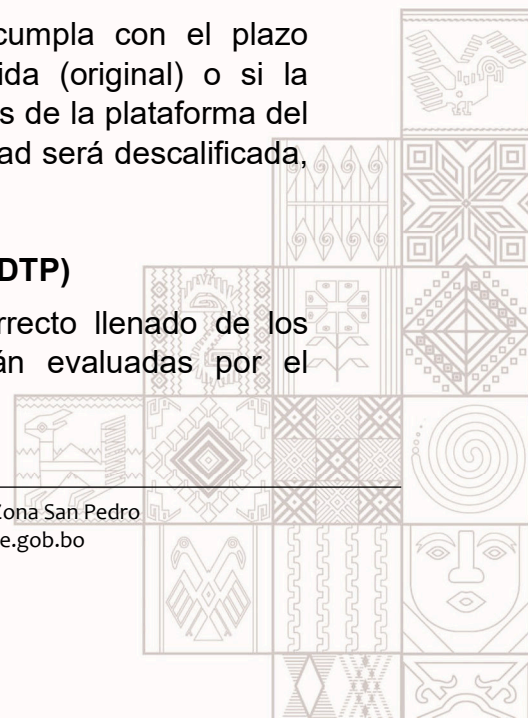 cumpla con el plazo
ida (original) o si la
s de la plataforma del
ad será descalificada,
DTP)
rrecto llenado de los
án evaluadas por el
Zona San Pedro
e.gob.bo